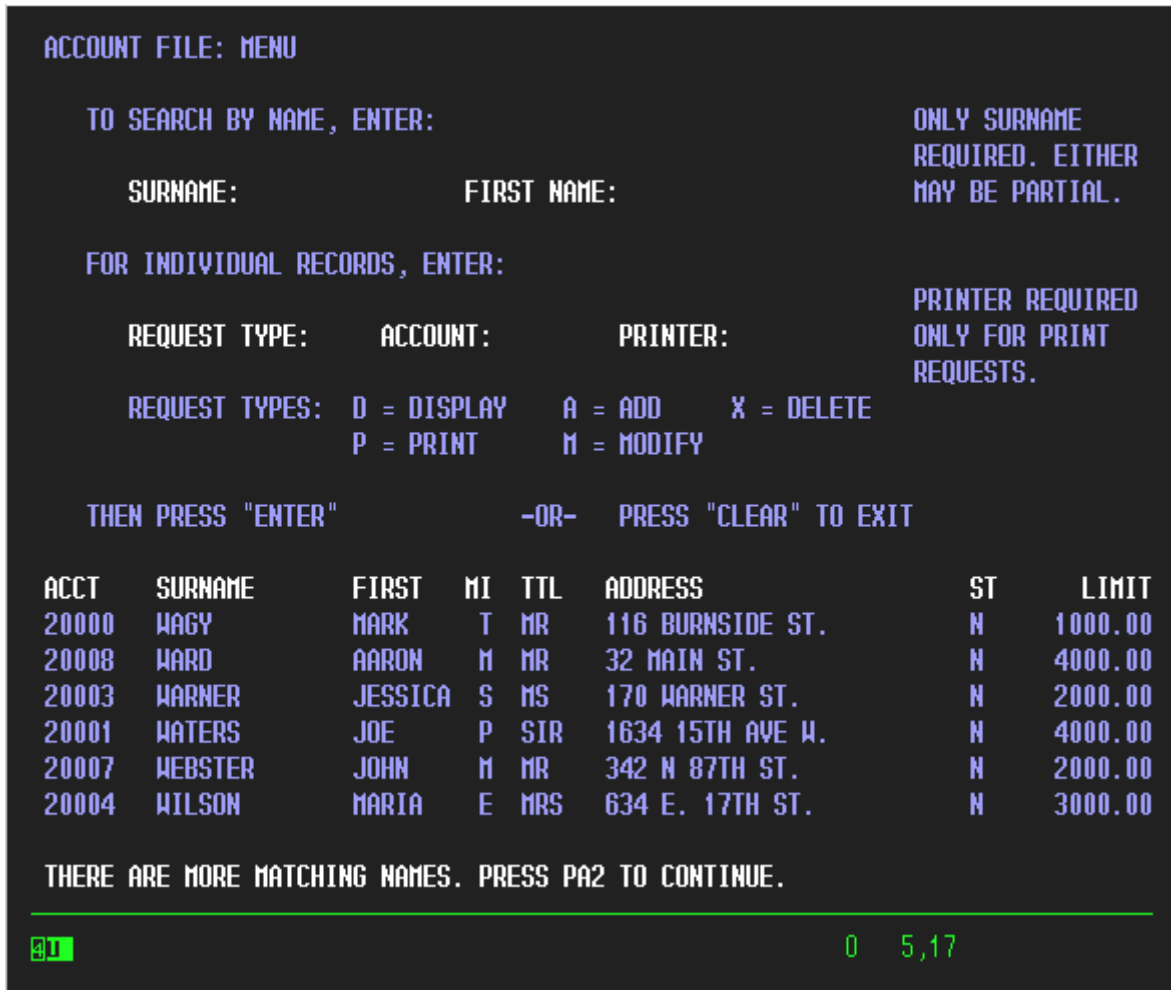 ACCOUNT FILE: MENU
TO SEARCH BY NAME, ENTER: ONLY SURNAME
REQUIRED. EITHER
SURNAME: FIRST NAME: MAY BE PARTIAL.
FOR INDIVIDUAL RECORDS, ENTER:
PRINTER REQUIRED
REQUEST TYPE: ACCOUNT: PRINTER: ONLY FOR PRINT
REQUESTS.
REQUEST TYPES: D = DISPLAY A = ADD X = DELETE
P = PRINT M = MODIFY
THEN PRESS "ENTER" -OR- PRESS "CLEAR" TO EXIT
ACCT SURNAME FIRST MI TTL ADDRESS ST LIMIT
20000 WAGY MARK T MR 116 BURNSIDE ST. N 1000.00
20008 WARD AARON M MR 32 MAIN ST. N 4000.00
20003 WARNER JESSICA S MS 170 WARNER ST. N 2000.00
20001 WATERS JOE P SIR 1634 15TH AVE W. N 4000.00
20007 WEBSTER JOHN M MR 342 N 87TH ST. N 2000.00
20004 WILSON MARIA E MRS 634 E. 17TH ST. N 3000.00
THERE ARE MORE MATCHING NAMES. PRESS PA2 TO CONTINUE.
4 0 5,17